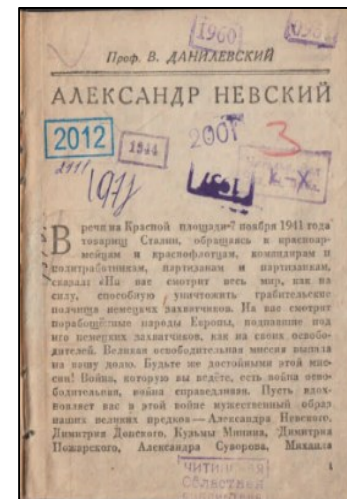 1960
Проф. В. ДАНИЛЕВСКИЙ
АЛЕКСАНДР НЕВСКИЙ
2012
1944
2001
3
1971
В речи на Красной площади 7 ноября 1941 года
товарищ Сталин, обращаясь к красноар-
мейцам и краснофлотцам, командирам и
политработникам, партизанам и партизанкам,
сказал: «На вас смотрит весь мир, как на
силу, способную уничтожить грабительские
полчища немецких захватчиков. На вас смотрят
порабощённые народы Европы, подпавшие под
иго немецких захватчиков, как на своих освобо-
дителей. Великая освободительная миссия выпала
на вашу долю. Будьте же достойными этой мис-
сии! Война, которую вы ведёте, есть война осво-
бодительная, война справедливая. Пусть вдох-
новляет вас в этой войне мужественный образ
наших великих предков — Александра Невского,
Димитрия Донского, Кузьмы Минина, Димитрия
Пожарского, Александра Суворова, Михаила
1
Областная